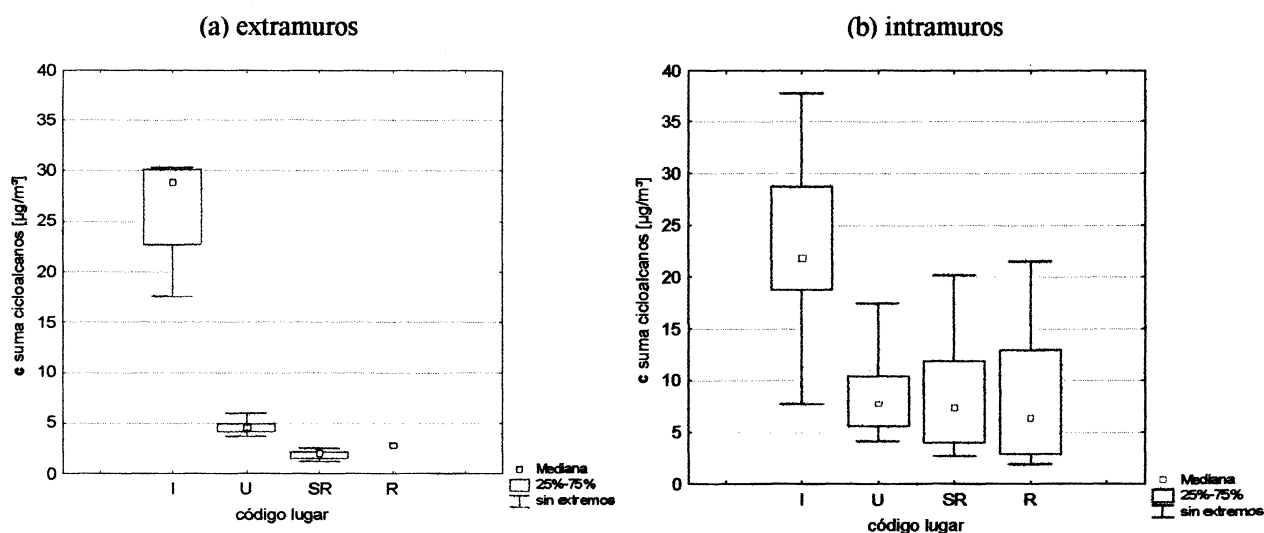 (a) extramuros
40
35
30
25
20
15
10
5
0
c suma cicloalcanos [µg/m³]
I U SR R
código lugar
Mediana
25%-75%
sin extremos
(b) intramuros
40
35
30
25
20
15
10
5
0
c suma cicloalcanos [µg/m³]
I U SR R
código lugar
Mediana
25%-75%
sin extremos